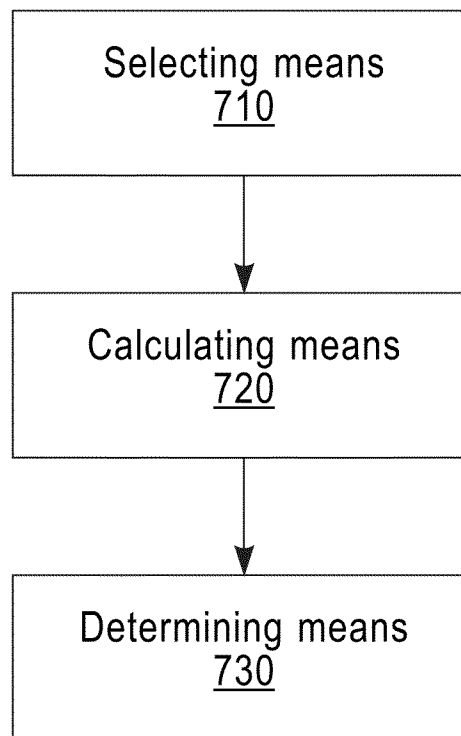 Selecting means
710
Calculating means
720
Determining means
730